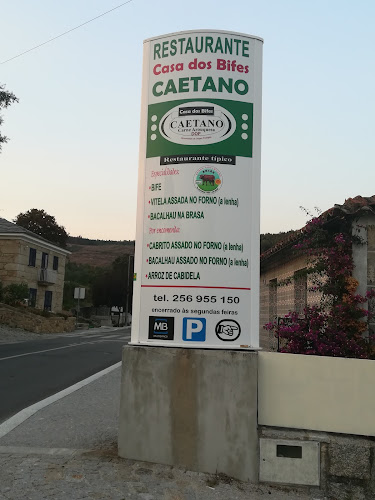 RESTAURANTE
Casa dos Bifes
CAETANO
Casa dos Bifes
CAETANO
Carne Arouquesa
DOP
Restaurante típico
Especialidades:
• BIFE
• VITELA ASSADA NO FORNO (a lenha)
• BACALHAU NA BRASA
Por encomenda:
• CABRITO ASSADO NO FORNO (a lenha)
• BACALHAU ASSADO NO FORNO (a lenha)
• ARROZ DE CABIDELA
tel. 256 955 150
encerrado às segundas feiras
MB
P